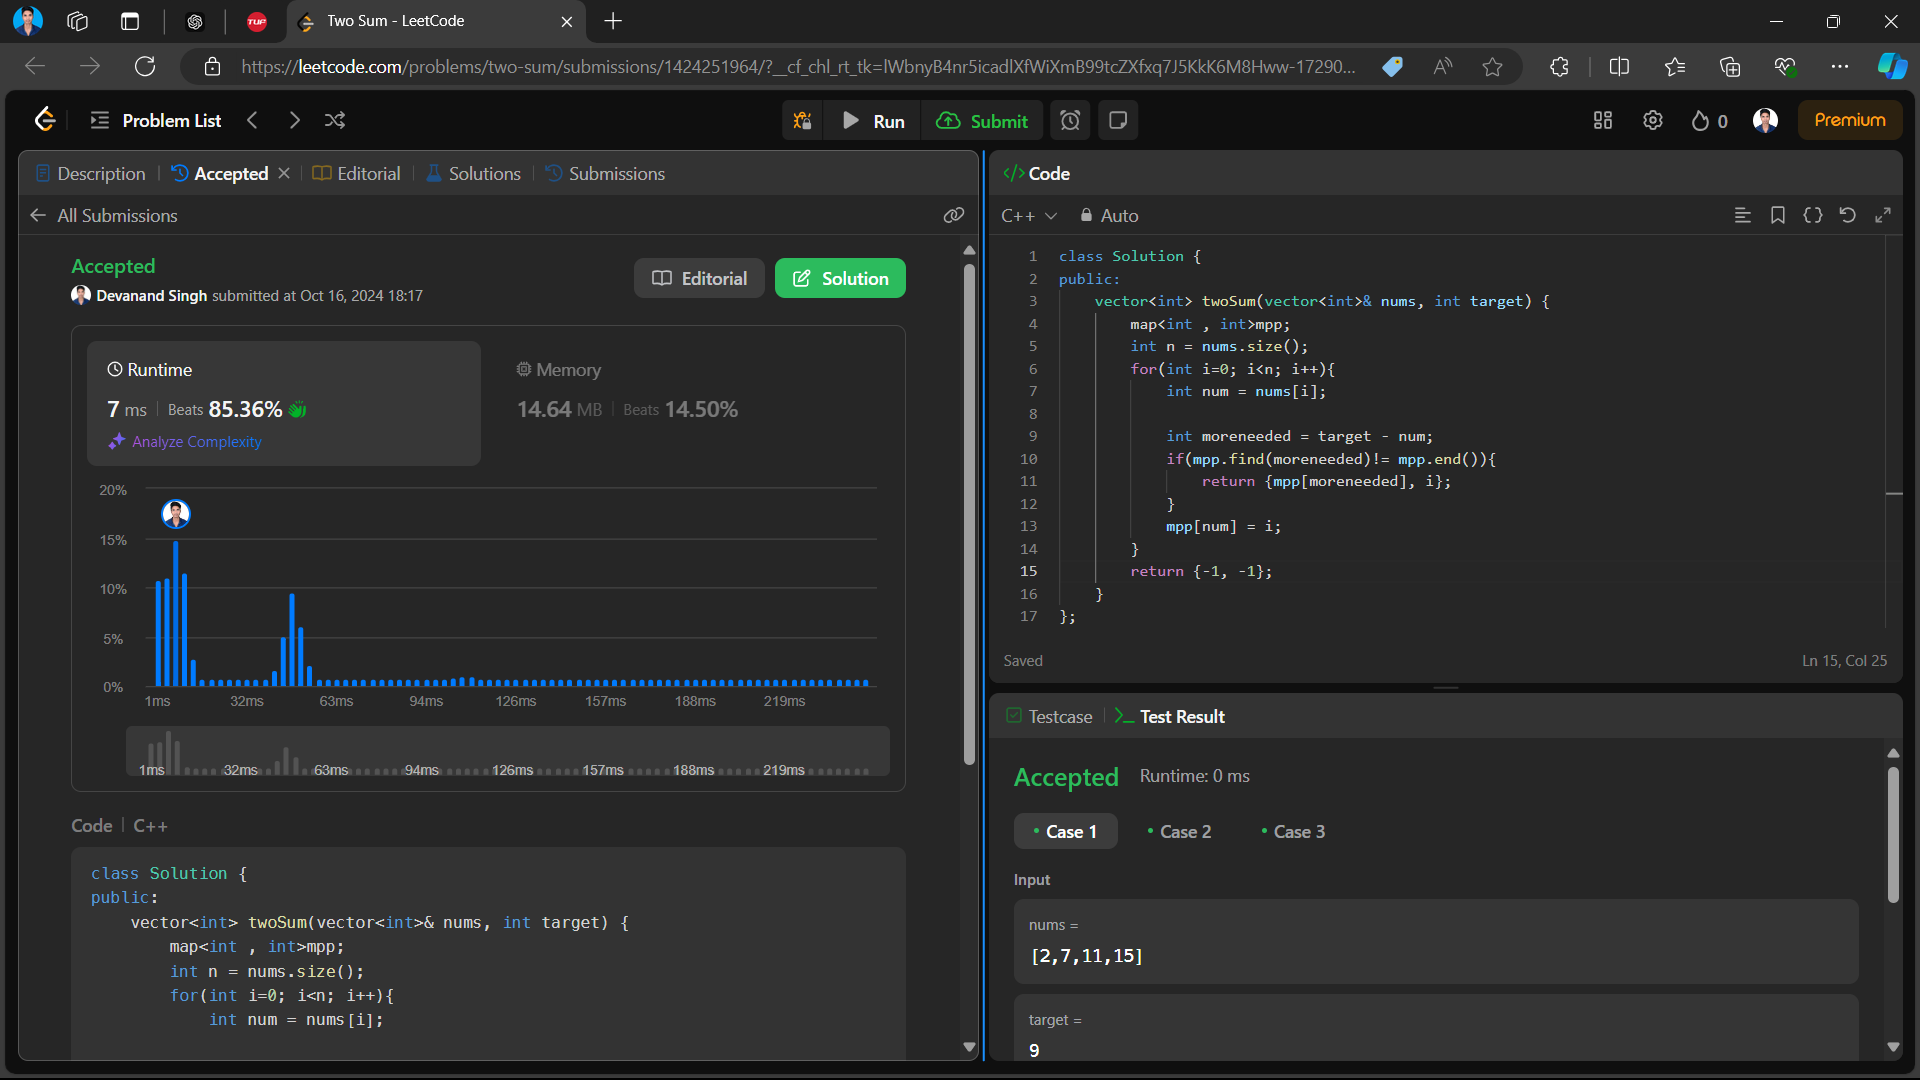 TUF
Two Sum - LeetCode
https://leetcode.com/problems/two-sum/submissions/1424251964/?__cf_chl_rt_tk=lWbnyB4nr5icadlXfWiXmB99tcZXfxq7J5KkK6M8Hww-17290...
Problem List
Run
Submit
0
Premium
Description
Accepted
Editorial
Solutions
Submissions
All Submissions
Accepted
Devanand Singh submitted at Oct 16, 2024 18:17
Editorial
Solution
Runtime
7 ms | Beats 85.36%
Analyze Complexity
Memory
14.64 MB | Beats 14.50%
20%
15%
10%
5%
0%
1ms 32ms 63ms 94ms 126ms 157ms 188ms 219ms
1ms 32ms 63ms 94ms 126ms 157ms 188ms 219ms
Code | C++
class Solution {
public:
    vector<int> twoSum(vector<int>& nums, int target) {
        map<int , int>mpp;
        int n = nums.size();
        for(int i=0; i<n; i++){
            int num = nums[i];
</> Code
C++ Auto
1 class Solution {
2 public:
3     vector<int> twoSum(vector<int>& nums, int target) {
4         map<int , int>mpp;
5         int n = nums.size();
6         for(int i=0; i<n; i++){
7             int num = nums[i];
8
9             int moreneeded = target - num;
10             if(mpp.find(moreneeded)!= mpp.end()){
11                 return {mpp[moreneeded], i};
12             }
13             mpp[num] = i;
14         }
15         return {-1, -1};
16     }
17 };
Saved
Ln 15, Col 25
Testcase
Test Result
Accepted Runtime: 0 ms
Case 1
Case 2
Case 3
Input
nums =
[2,7,11,15]
target =
9